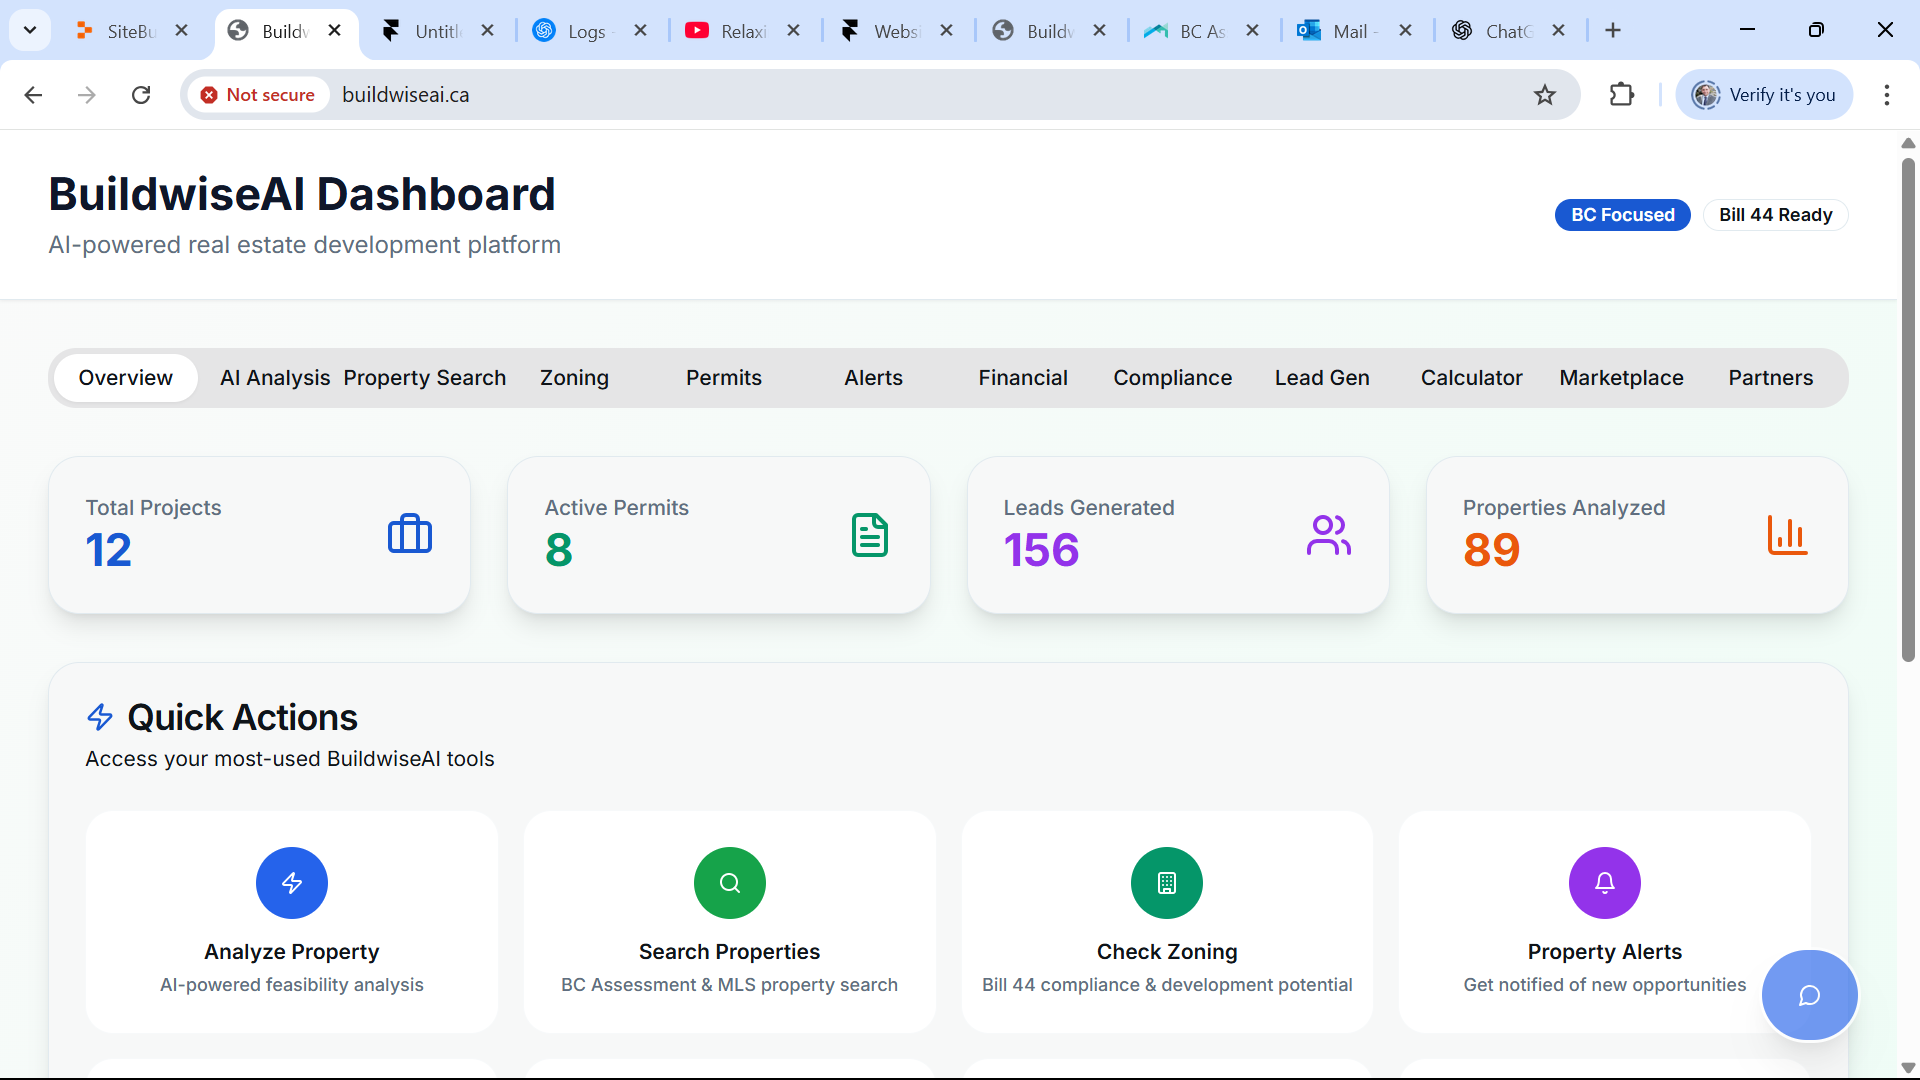 SiteBu
Buildw
Untitle
Logs -
Relaxi
Websi
Buildw
BC As
Mail -
ChatG
Not secure
buildwiseai.ca
Verify it's you
BuildwiseAI Dashboard
AI-powered real estate development platform
BC Focused
Bill 44 Ready
Overview
AI Analysis
Property Search
Zoning
Permits
Alerts
Financial
Compliance
Lead Gen
Calculator
Marketplace
Partners
Total Projects
12
Active Permits
8
Leads Generated
156
Properties Analyzed
89
Quick Actions
Access your most-used BuildwiseAI tools
Analyze Property
AI-powered feasibility analysis
Search Properties
BC Assessment & MLS property search
Check Zoning
Bill 44 compliance & development potential
Property Alerts
Get notified of new opportunities